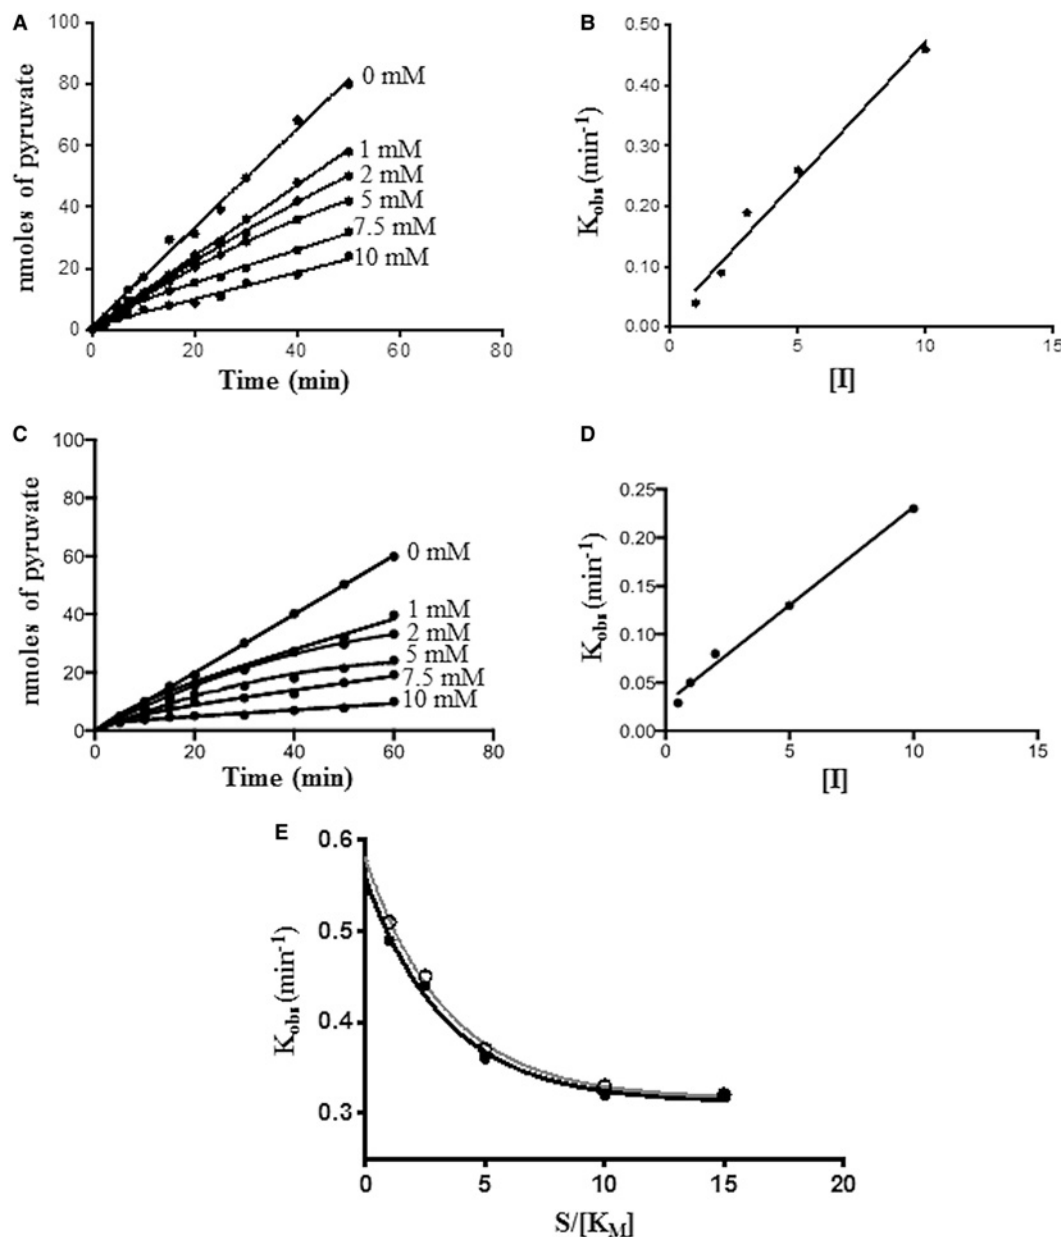 A
nmoles of pyruvate
100
80
60
40
20
0
0 mM
1 mM
2 mM
5 mM
7.5 mM
10 mM
0 20 40 60 80
Time (min)
B
Kobs (min-1)
0.50
0.40
0.30
0.20
0.10
0.00
0 5 10 15
[I]
C
nmoles of pyruvate
100
80
60
40
20
0
0 mM
1 mM
2 mM
5 mM
7.5 mM
10 mM
0 20 40 60 80
Time (min)
D
Kobs (min-1)
0.25
0.20
0.15
0.10
0.05
0.00
0 5 10 15
[I]
E
Kobs (min-1)
0.6
0.5
0.4
0.3
0 5 10 15 20
S/[KM]